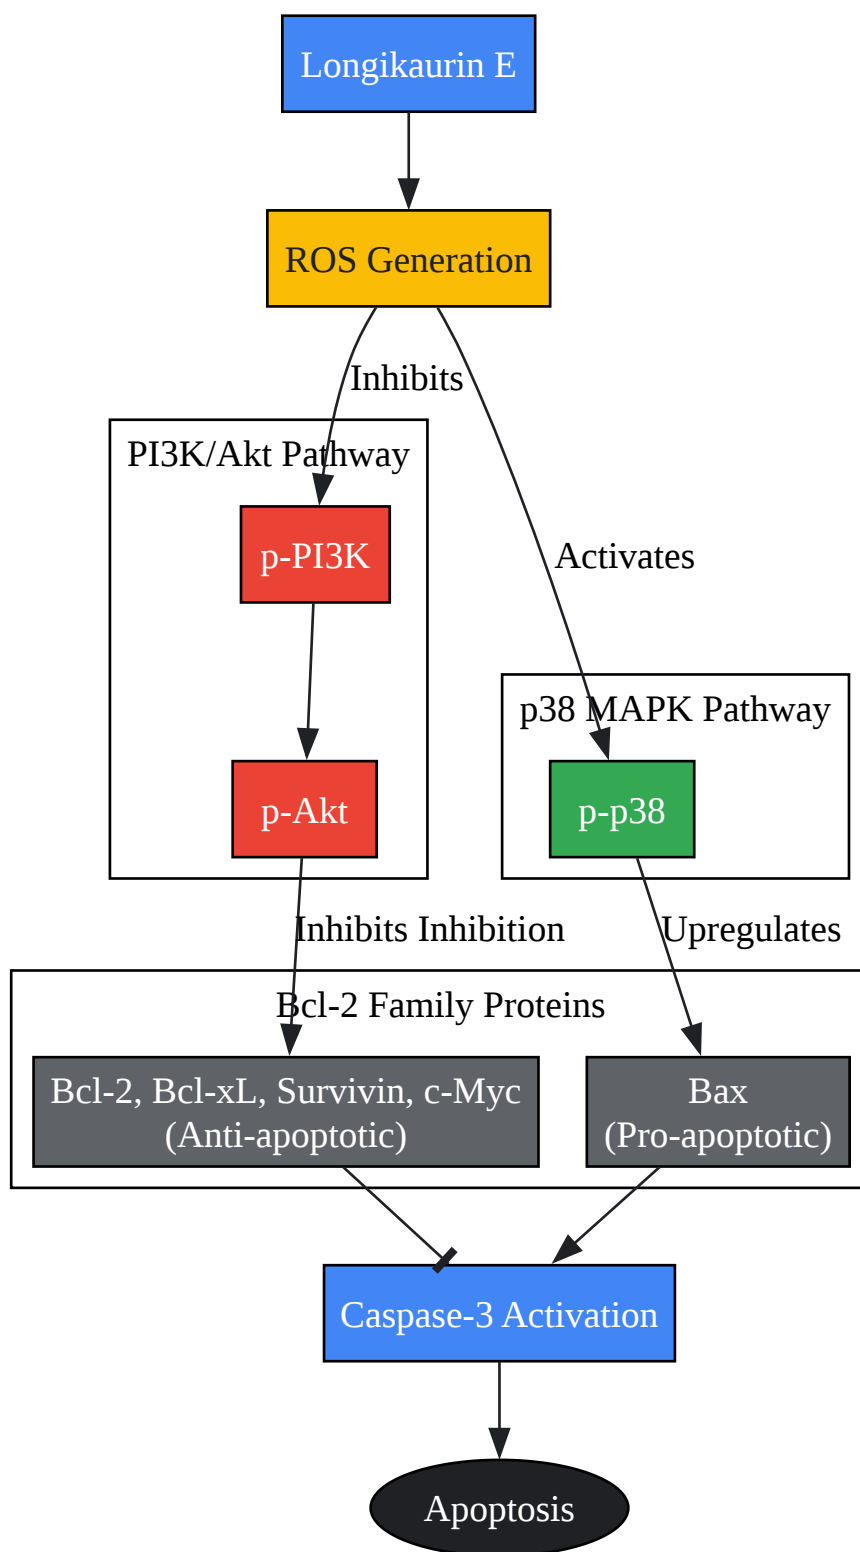 Longikaurin E
ROS Generation
Inhibits
PI3K/Akt Pathway
p-PI3K
Activates
p38 MAPK Pathway
p-Akt
p-p38
Inhibits Inhibition
Upregulates
Bcl-2 Family Proteins
Bcl-2, Bcl-xL, Survivin, c-Myc
(Anti-apoptotic)
Bax
(Pro-apoptotic)
Caspase-3 Activation
Apoptosis